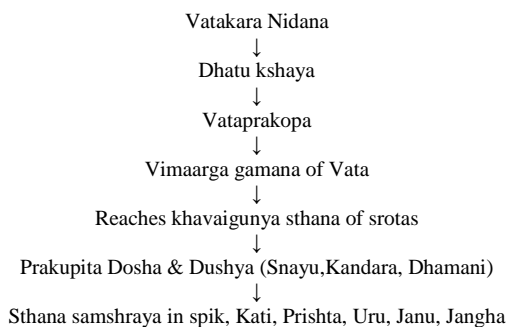 Vatakara Nidana
↓
Dhatu kshaya
↓
Vataprakopa
↓
Vimaarga gamana of Vata
↓
Reaches khavaigunya sthana of srotas
↓
Prakupita Dosha & Dushya (Snayu,Kandara, Dhamani)
↓
Sthana samshraya in spik, Kati, Prishta, Uru, Janu, Jangha